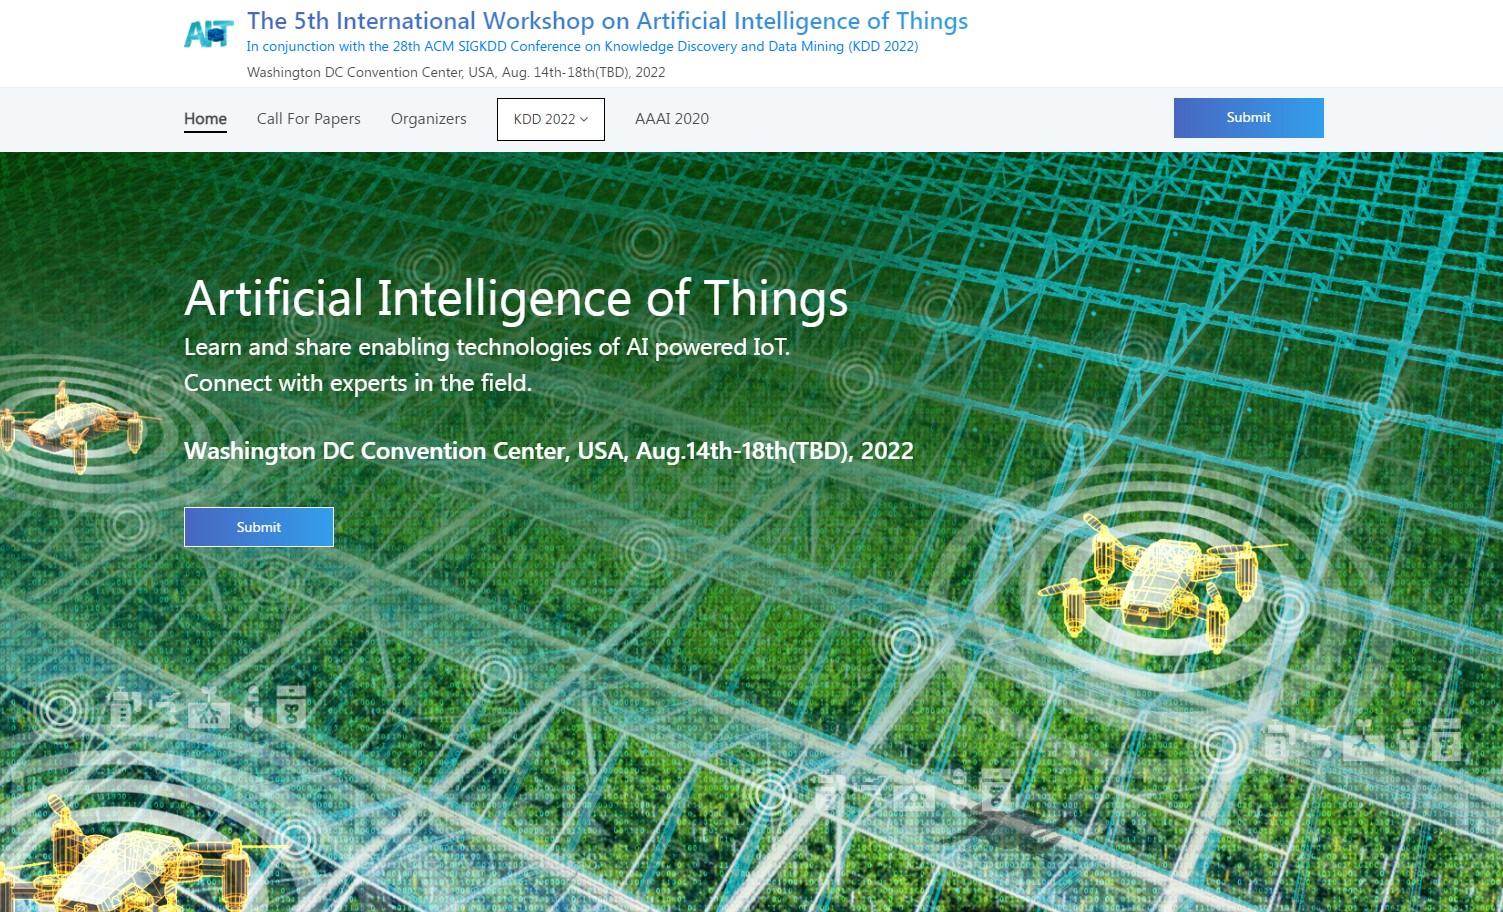 AIoT
The 5th International Workshop on Artificial Intelligence of Things
In conjunction with the 28th ACM SIGKDD Conference on Knowledge Discovery and Data Mining (KDD 2022)
Washington DC Convention Center, USA, Aug. 14th-18th(TBD), 2022
Home Call For Papers Organizers KDD 2022 AAAI 2020 Submit
Artificial Intelligence of Things
Learn and share enabling technologies of AI powered IoT.
Connect with experts in the field.
Washington DC Convention Center, USA, Aug.14th-18th(TBD), 2022
Submit